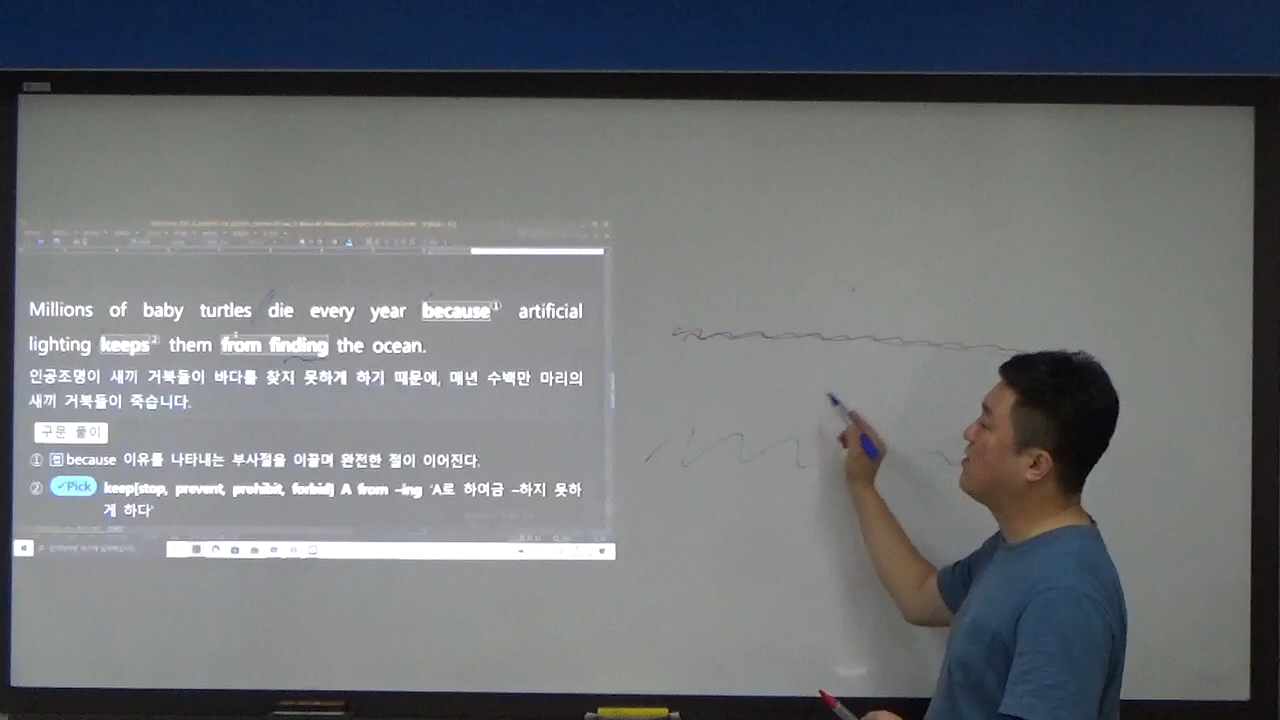 Millions of baby turtles die every year because① artificial
lighting keeps② them from finding the ocean.
인공조명이 새끼 거북들이 바다를 찾지 못하게 하기 때문에, 매년 수백만 마리의
새끼 거북들이 죽습니다.
구문 풀이
① 접 because 이유를 나타내는 부사절을 이끌며 완전한 절이 이어진다.
② ✓Pick keep[stop, prevent, prohibit, forbid] A from –ing 'A로 하여금 –하지 못하
게 하다'